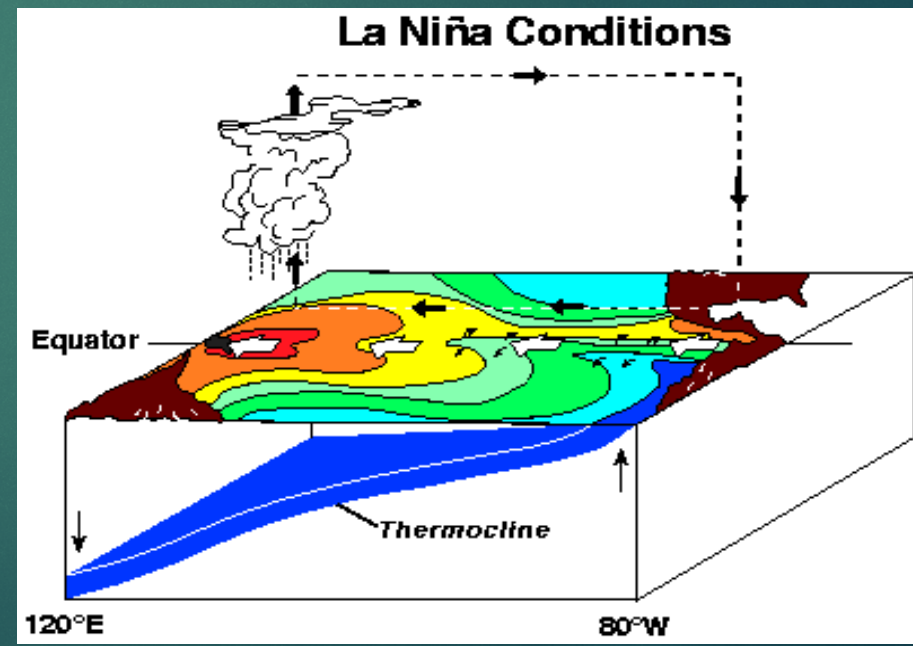 La Niña Conditions
Equator
Thermocline
120°E
80°W